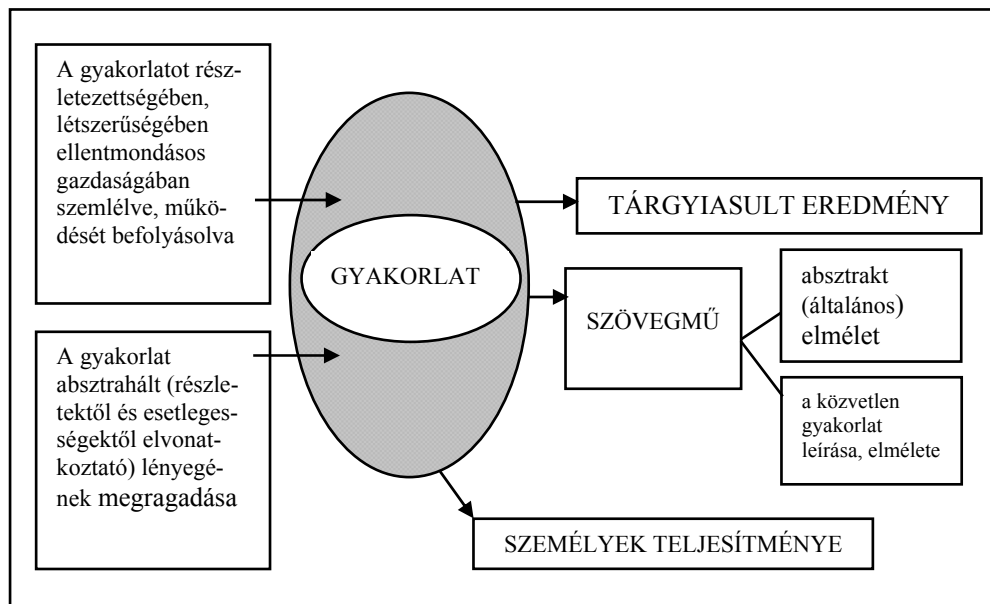 A gyakorlatot rész-
letezettségében,
létszerűségében
ellentmondásos
gazdaságában
szemlélve, műkö-
dését befolyásolva
A gyakorlat
absztrahált (részle-
tektől és esetleges-
ségektől elvonat-
koztató) lényegé-
nek megragadása
GYAKORLAT
TÁRGYIASULT EREDMÉNY
SZÖVEGMŰ
absztrakt
(általános)
elmélet
a közvetlen
gyakorlat
leírása, elmélete
SZEMÉLYEK TELJESÍTMÉNYE